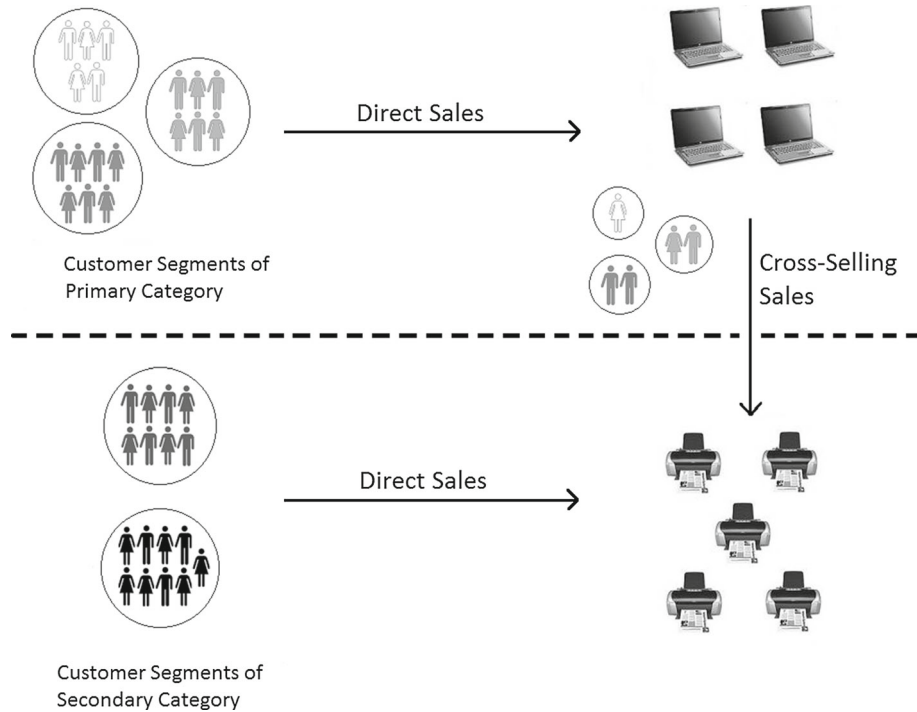 Direct Sales
Customer Segments of
Primary Category
Cross-Selling
Sales
Direct Sales
Customer Segments of
Secondary Category